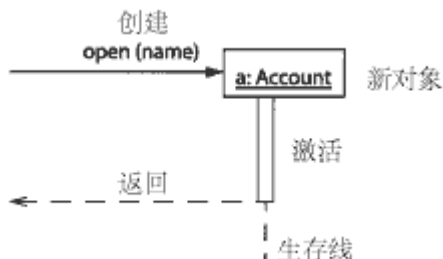 创建
open (name)
a: Account
新对象
激活
返回
生存线